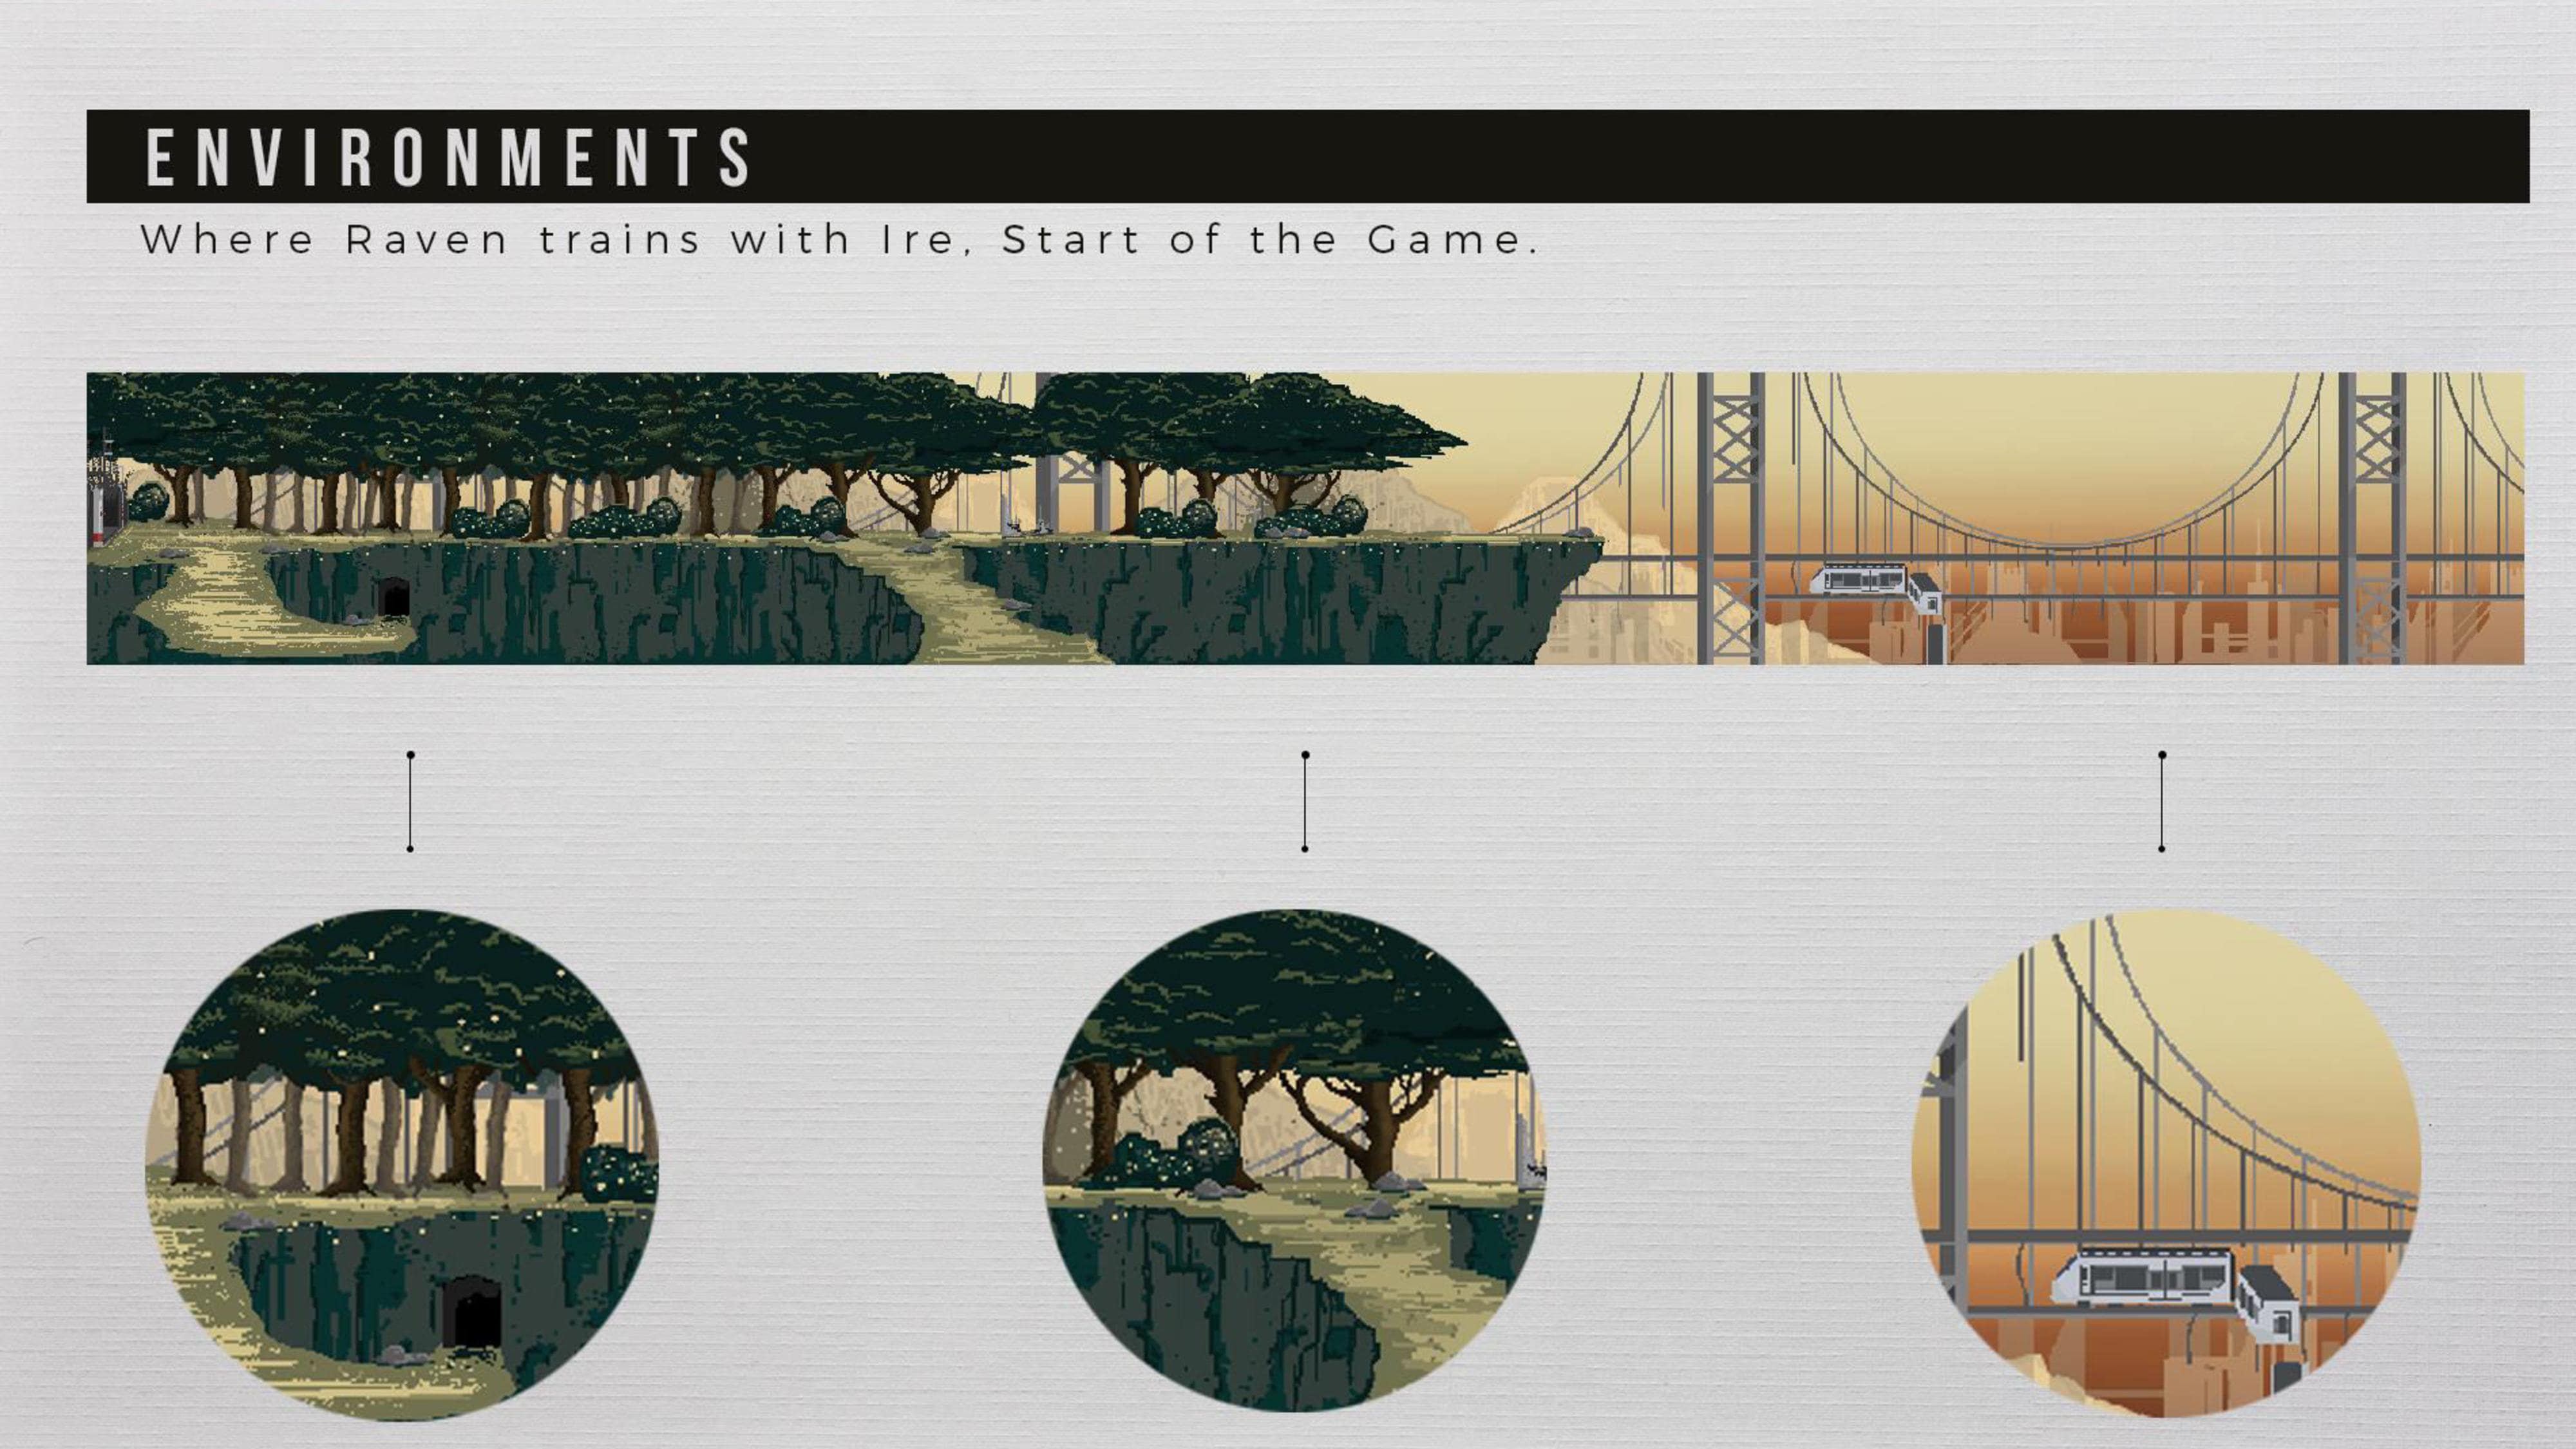 ENVIRONMENTS
Where Raven trains with Ire, Start of the Game.